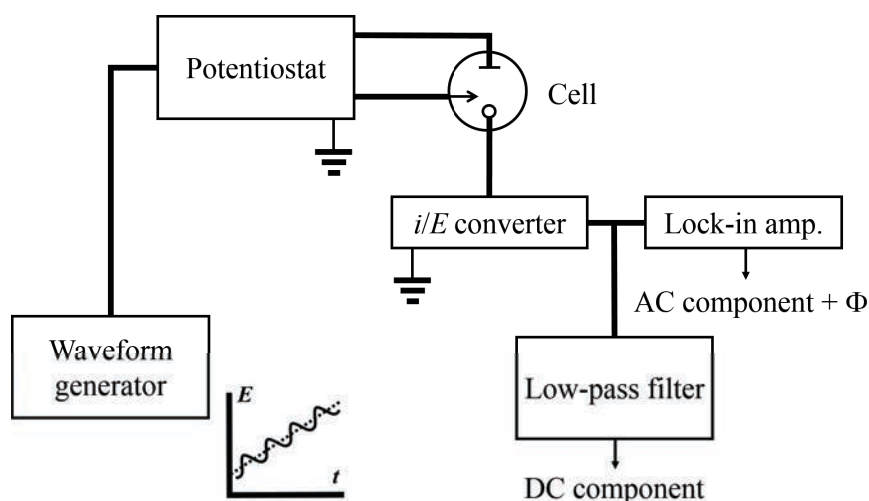 Potentiostat
Cell
i/E converter
Lock-in amp.
AC component + Φ
Waveform
generator
E
t
Low-pass filter
DC component